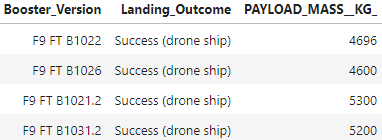 Booster_Version Landing_Outcome PAYLOAD_MASS__KG_
F9 FT B1022 Success (drone ship) 4696
F9 FT B1026 Success (drone ship) 4600
F9 FT B1021.2 Success (drone ship) 5300
F9 FT B1031.2 Success (drone ship) 5200